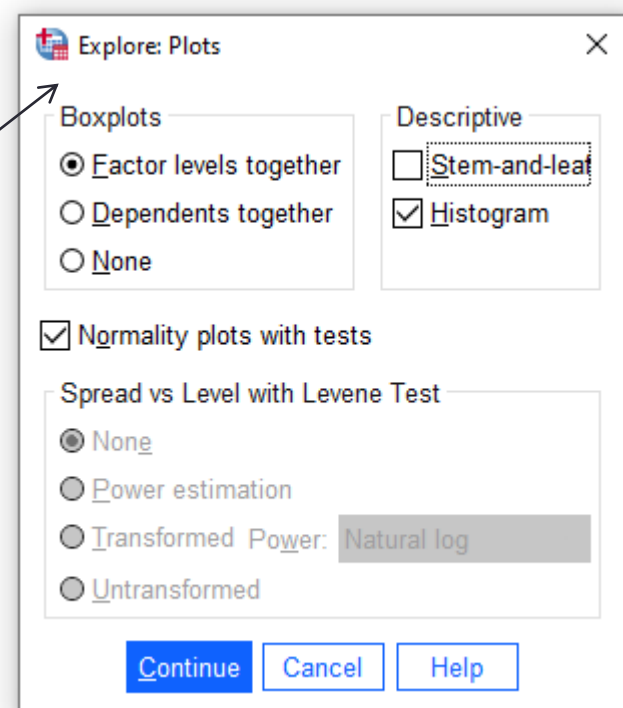 Explore: Plots
Boxplots
Factor levels together
Dependents together
None
Descriptive
Stem-and-leaf
Histogram
Normality plots with tests
Spread vs Level with Levene Test
None
Power estimation
Transformed Power: Natural log
Untransformed
Continue Cancel Help